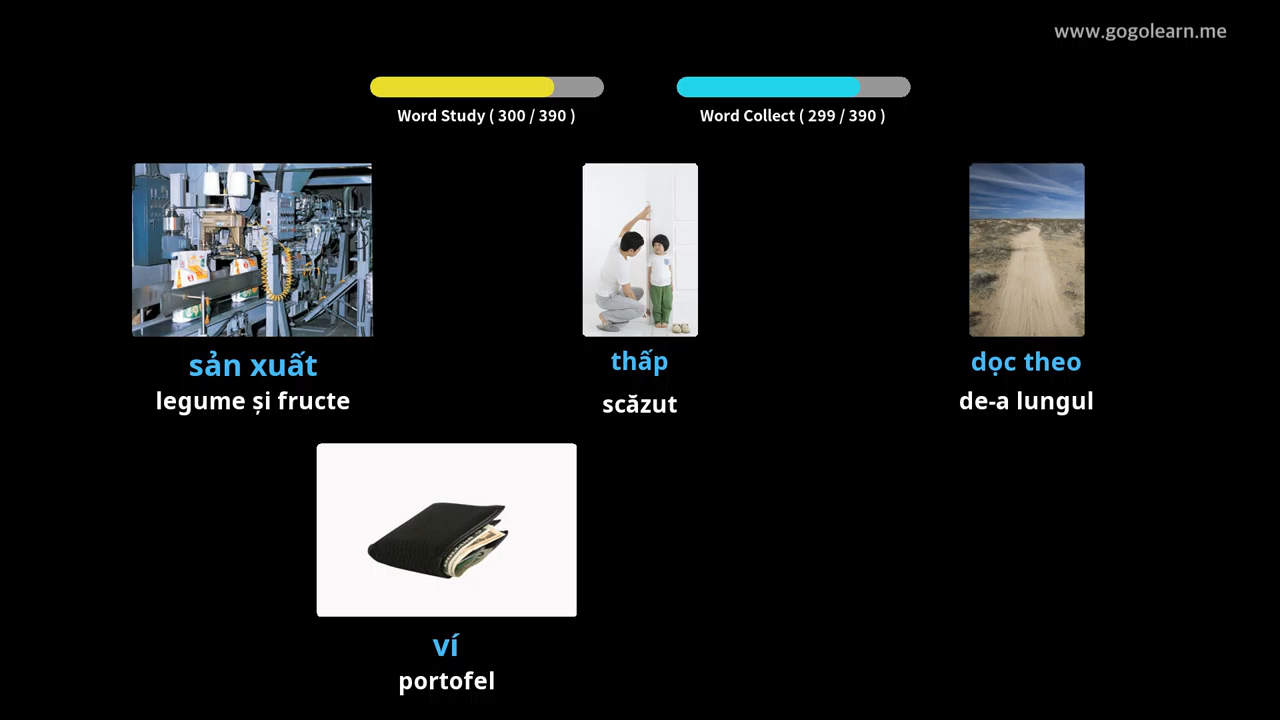 www.gogolearn.me
Word Study ( 300 / 390 )
Word Collect ( 299 / 390 )
sản xuất
legume și fructe
thấp
scăzut
dọc theo
de-a lungul
ví
portofel